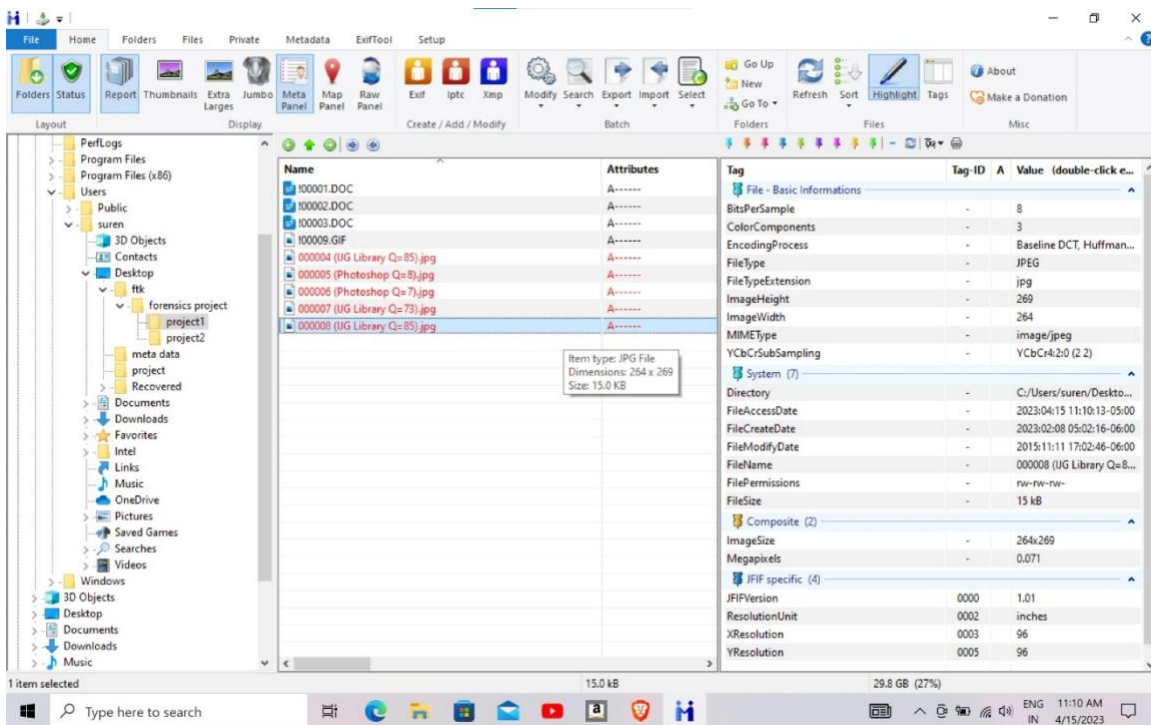 File Home Folders Files Private Metadata ExifTool Setup
Folders Status Report Thumbnails Extra Larges Jumbo Meta Panel Map Panel Raw Panel Exif Iptc Xmp Modify Search Export Import Select Go Up New Go To Refresh Sort Highlight Tags About Make a Donation
Layout Display Create / Add / Modify Batch Folders Files Misc
PerfLogs
Program Files
Program Files (x86)
Users
Public
suren
3D Objects
Contacts
Desktop
ftk
forensics project
project1
project2
meta data
project
Recovered
Documents
Downloads
Favorites
Intel
Links
Music
OneDrive
Pictures
Saved Games
Searches
Videos
Windows
3D Objects
Desktop
Documents
Downloads
Music
Name Attributes
!00001.DOC A------
!00002.DOC A------
!00003.DOC A------
!00009.GIF A------
000004 (IJG Library Q=85).jpg A------
000005 (Photoshop Q=8).jpg A------
000006 (Photoshop Q=7).jpg A------
000007 (IJG Library Q=73).jpg A------
000008 (IJG Library Q=85).jpg A------
Item type: JPG File
Dimensions: 264 x 269
Size: 15.0 KB
Tag Tag-ID A Value (double-click e...
File - Basic Informations
BitsPerSample - 8
ColorComponents - 3
EncodingProcess - Baseline DCT, Huffman...
FileType - JPEG
FileTypeExtension - jpg
ImageHeight - 269
ImageWidth - 264
MIMEType - image/jpeg
YCbCrSubSampling - YCbCr4:2:0 (2 2)
System (7)
Directory - C:/Users/suren/Deskto...
FileAccessDate - 2023:04:15 11:10:13-05:00
FileCreateDate - 2023:02:08 05:02:16-06:00
FileModifyDate - 2015:11:11 17:02:46-06:00
FileName - 000008 (IJG Library Q=8...
FilePermissions - rw-rw-rw-
FileSize - 15 kB
Composite (2)
ImageSize - 264x269
Megapixels - 0.071
JFIF specific (4)
JFIFVersion 0000 1.01
ResolutionUnit 0002 inches
XResolution 0003 96
YResolution 0005 96
1 item selected 15.0 kB 29.8 GB (27%)
Type here to search a ENG 11:10 AM
IN 4/15/2023